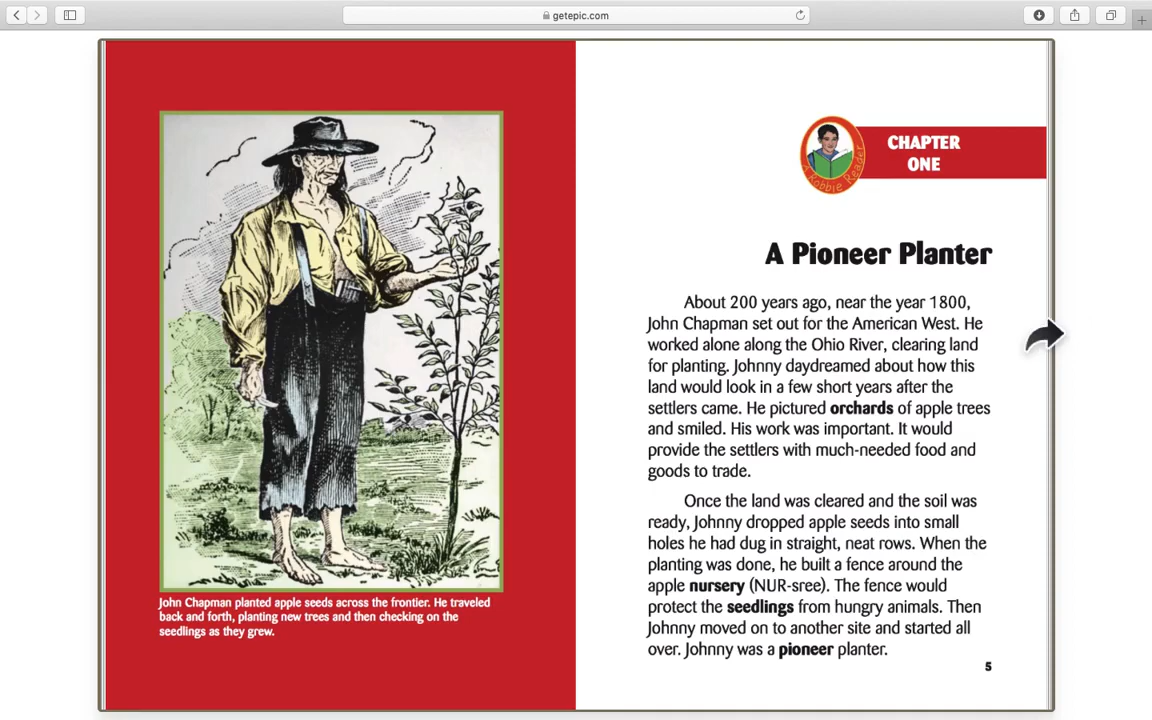 getepic.com
John Chapman planted apple seeds across the frontier. He traveled
back and forth, planting new trees and then checking on the
seedlings as they grew.
A Robbie Reader
CHAPTER
ONE
A Pioneer Planter
About 200 years ago, near the year 1800,
John Chapman set out for the American West. He
worked alone along the Ohio River, clearing land
for planting. Johnny daydreamed about how this
land would look in a few short years after the
settlers came. He pictured orchards of apple trees
and smiled. His work was important. It would
provide the settlers with much-needed food and
goods to trade.
Once the land was cleared and the soil was
ready, Johnny dropped apple seeds into small
holes he had dug in straight, neat rows. When the
planting was done, he built a fence around the
apple nursery (NUR-sree). The fence would
protect the seedlings from hungry animals. Then
Johnny moved on to another site and started all
over. Johnny was a pioneer planter.
5